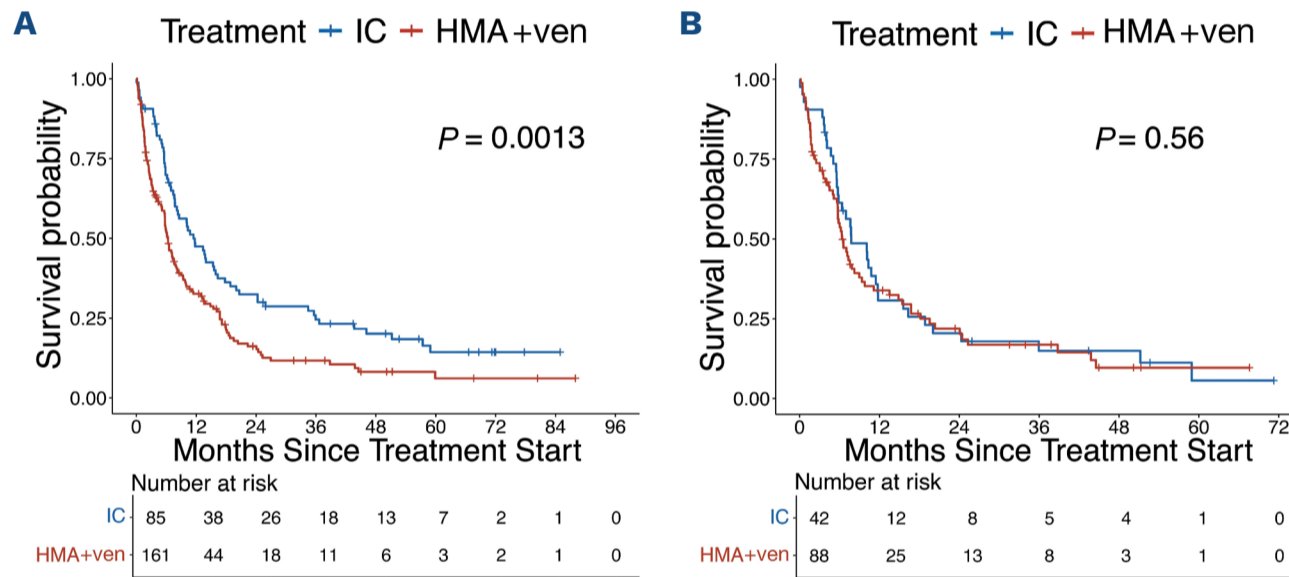 A
Treatment IC HMA+ven
Survival probability
1.00
0.75
0.50
0.25
0.00
P = 0.0013
0 12 24 36 48 60 72 84 96
Months Since Treatment Start
Number at risk
IC 85 38 26 18 13 7 2 1 0
HMA+ven 161 44 18 11 6 3 2 1 0
B
Treatment IC HMA+ven
Survival probability
1.00
0.75
0.50
0.25
0.00
P = 0.56
0 12 24 36 48 60 72
Months Since Treatment Start
Number at risk
IC 42 12 8 5 4 1 0
HMA+ven 88 25 13 8 3 1 0